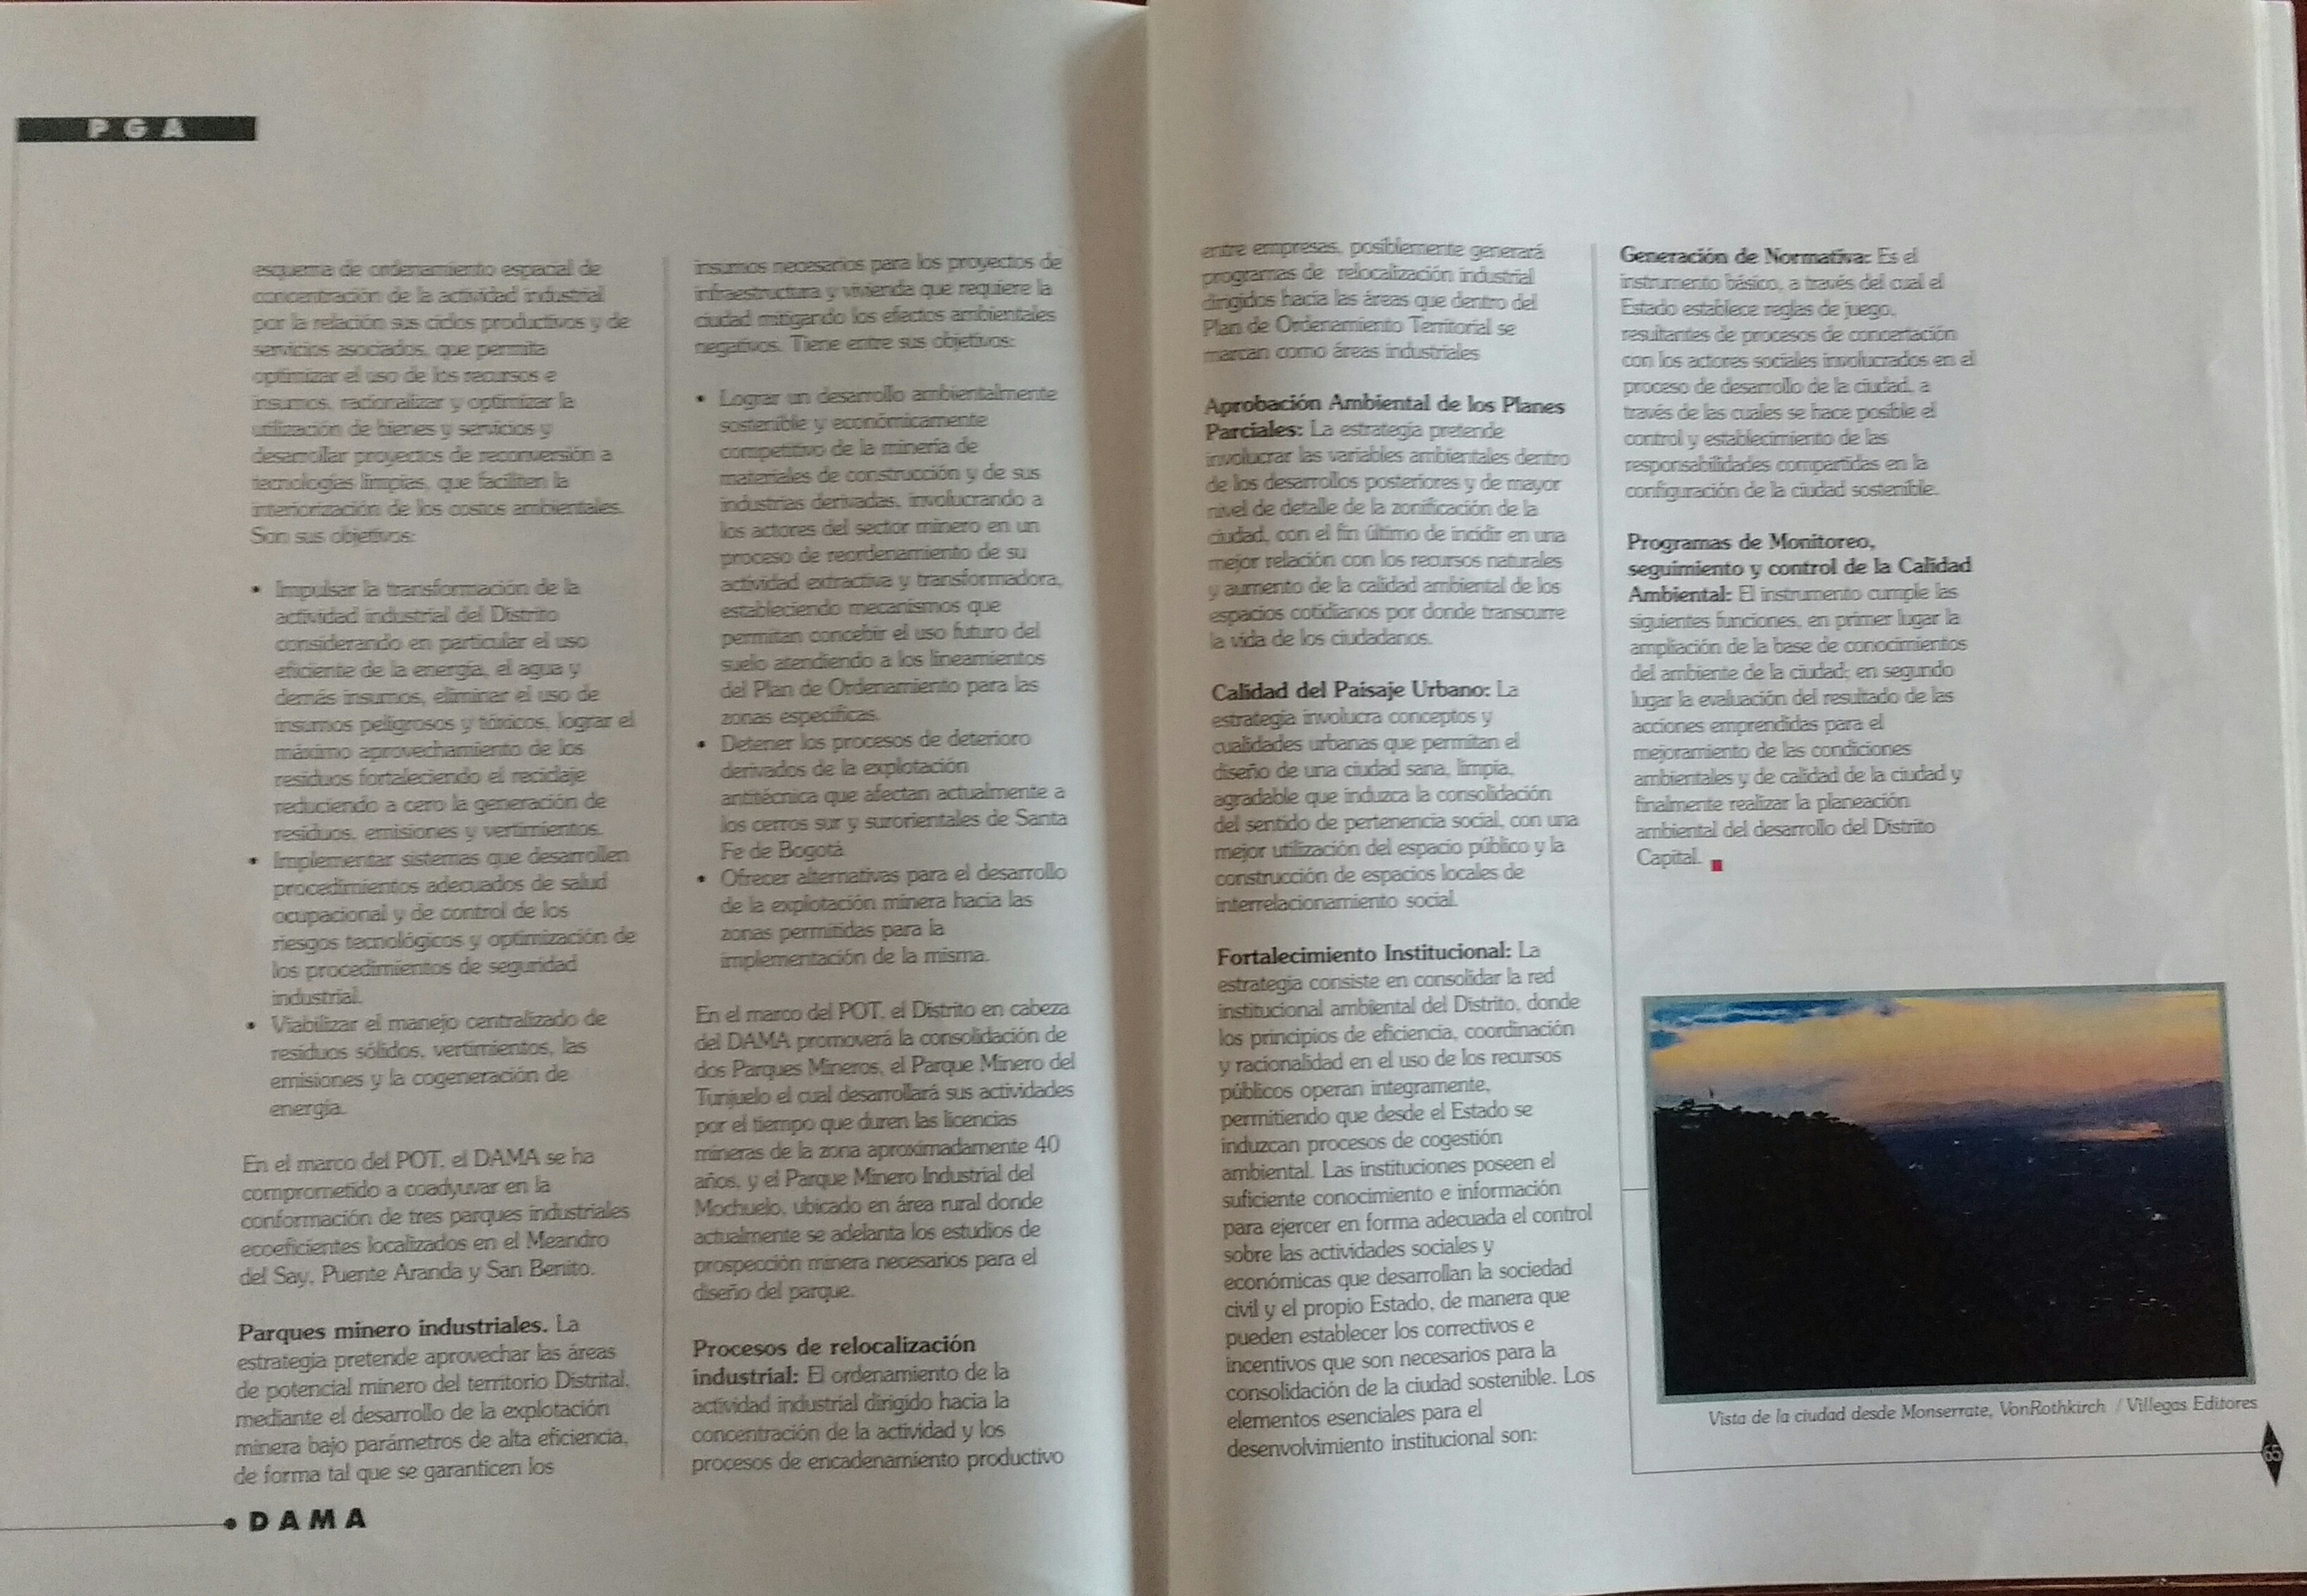 PGA
esquema de ordenamiento espacial de
concentración de la actividad industrial
por la relación sus ciclos productivos y de
servicios asociados, que permita
optimizar el uso de los recursos e
insumos, racionalizar y optimizar la
utilización de bienes y servicios y
desarrollar proyectos de reconversión a
tecnologías limpias, que faciliten la
interiorización de los costos ambientales.
Son sus objetivos:
• Impulsar la transformación de la
actividad industrial del Distrito
considerando en particular el uso
eficiente de la energía, el agua y
demás insumos, eliminar el uso de
insumos peligrosos y tóxicos, lograr el
máximo aprovechamiento de los
residuos fortaleciendo el reciclaje
reduciendo a cero la generación de
residuos, emisiones y vertimientos.
• Implementar sistemas que desarrollen
procedimientos adecuados de salud
ocupacional y de control de los
riesgos tecnológicos y optimización de
los procedimientos de seguridad
industrial.
• Viabilizar el manejo centralizado de
residuos sólidos, vertimientos, las
emisiones y la cogeneración de
energía.
En el marco del POT, el DAMA se ha
comprometido a coadyuvar en la
conformación de tres parques industriales
ecoeficientes localizados en el Meandro
del Say, Puente Aranda y San Benito.
Parques minero industriales. La
estrategia pretende aprovechar las áreas
de potencial minero del territorio Distrital,
mediante el desarrollo de la explotación
minera bajo parámetros de alta eficiencia,
de forma tal que se garanticen los
insumos necesarios para los proyectos de
infraestructura y vivienda que requiere la
ciudad mitigando los efectos ambientales
negativos. Tiene entre sus objetivos:
• Lograr un desarrollo ambientalmente
sostenible y económicamente
competitivo de la minería de
materiales de construcción y de sus
industrias derivadas, involucrando a
los actores del sector minero en un
proceso de reordenamiento de su
actividad extractiva y transformadora,
estableciendo mecanismos que
permitan concebir el uso futuro del
suelo atendiendo a los lineamientos
del Plan de Ordenamiento para las
zonas específicas.
• Detener los procesos de deterioro
derivados de la explotación
antitécnica que afectan actualmente a
los cerros sur y surorientales de Santa
Fe de Bogotá
• Ofrecer alternativas para el desarrollo
de la explotación minera hacia las
zonas permitidas para la
implementación de la misma.
En el marco del POT, el Distrito en cabeza
del DAMA promoverá la consolidación de
dos Parques Mineros, el Parque Minero del
Tunjuelo el cual desarrollará sus actividades
por el tiempo que duren las licencias
mineras de la zona aproximadamente 40
años, y el Parque Minero Industrial del
Mochuelo, ubicado en área rural donde
actualmente se adelanta los estudios de
prospección minera necesarios para el
diseño del parque.
Procesos de relocalización
industrial: El ordenamiento de la
actividad industrial dirigido hacia la
concentración de la actividad y los
procesos de encadenamiento productivo
DAMA
entre empresas, posiblemente generará
programas de relocalización industrial
dirigidos hacia las áreas que dentro del
Plan de Ordenamiento Territorial se
marcan como áreas industriales
Aprobación Ambiental de los Planes
Parciales: La estrategia pretende
involucrar las variables ambientales dentro
de los desarrollos posteriores y de mayor
nivel de detalle de la zonificación de la
ciudad, con el fin último de incidir en una
mejor relación con los recursos naturales
y aumento de la calidad ambiental de los
espacios cotidianos por donde transcurre
la vida de los ciudadanos.
Calidad del Paisaje Urbano: La
estrategia involucra conceptos y
cualidades urbanas que permitan el
diseño de una ciudad sana, limpia,
agradable que induzca la consolidación
del sentido de pertenencia social, con una
mejor utilización del espacio público y la
construcción de espacios locales de
interrelacionamiento social.
Fortalecimiento Institucional: La
estrategia consiste en consolidar la red
institucional ambiental del Distrito, donde
los principios de eficiencia, coordinación
y racionalidad en el uso de los recursos
públicos operan integramente,
permitiendo que desde el Estado se
induzcan procesos de cogestión
ambiental. Las instituciones poseen el
suficiente conocimiento e información
para ejercer en forma adecuada el control
sobre las actividades sociales y
económicas que desarrollan la sociedad
civil y el propio Estado, de manera que
pueden establecer los correctivos e
incentivos que son necesarios para la
consolidación de la ciudad sostenible. Los
elementos esenciales para el
desenvolvimiento institucional son:
Generación de Normativa: Es el
instrumento básico, a través del cual el
Estado establece reglas de juego,
resultantes de procesos de concertación
con los actores sociales involucrados en el
proceso de desarrollo de la ciudad, a
través de las cuales se hace posible el
control y establecimiento de las
responsabilidades compartidas en la
configuración de la ciudad sostenible.
Programas de Monitoreo,
seguimiento y control de la Calidad
Ambiental: El instrumento cumple las
siguientes funciones, en primer lugar la
ampliación de la base de conocimientos
del ambiente de la ciudad; en segundo
lugar la evaluación del resultado de las
acciones emprendidas para el
mejoramiento de las condiciones
ambientales y de calidad de la ciudad y
finalmente realizar la planeación
ambiental del desarrollo del Distrito
Capital.
Vista de la ciudad desde Monserrate, VonRothkirch / Villegas Editores
65